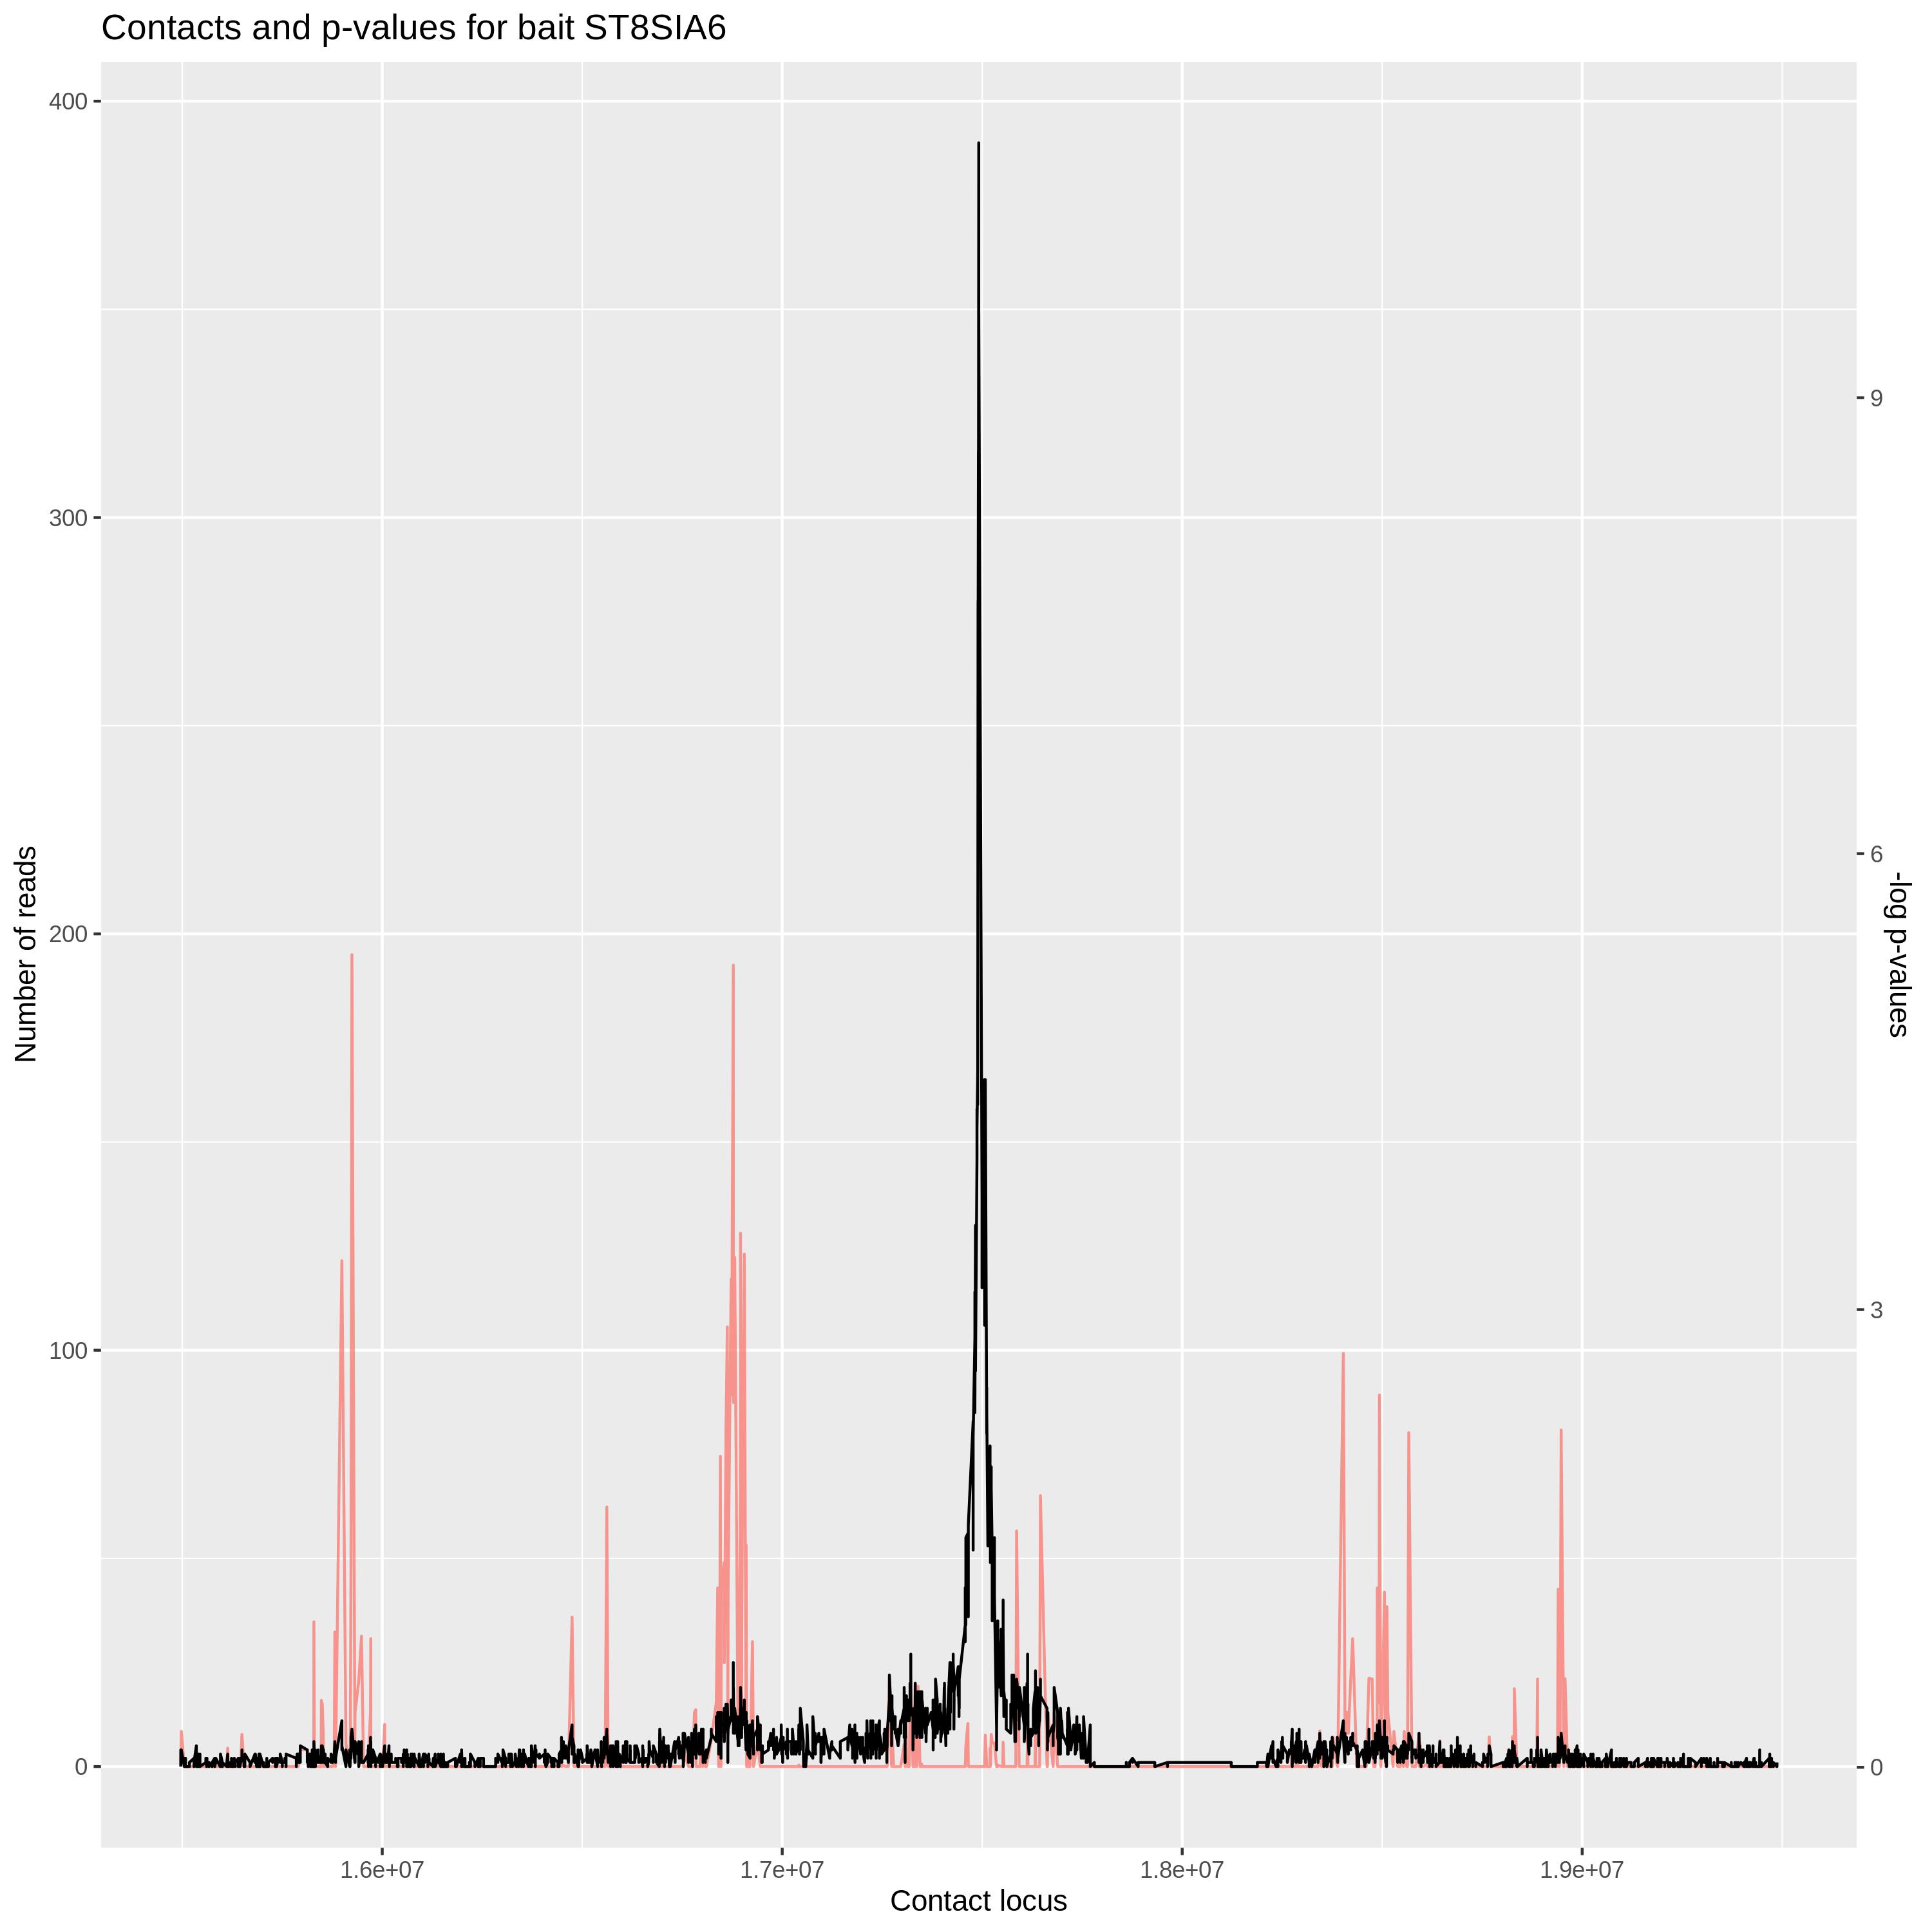 Contacts and p-values for bait ST8SIA6
400
300
200
100
0
Number of reads
9
6
3
0
-log p-values
1.6e+07
1.7e+07
1.8e+07
1.9e+07
Contact locus